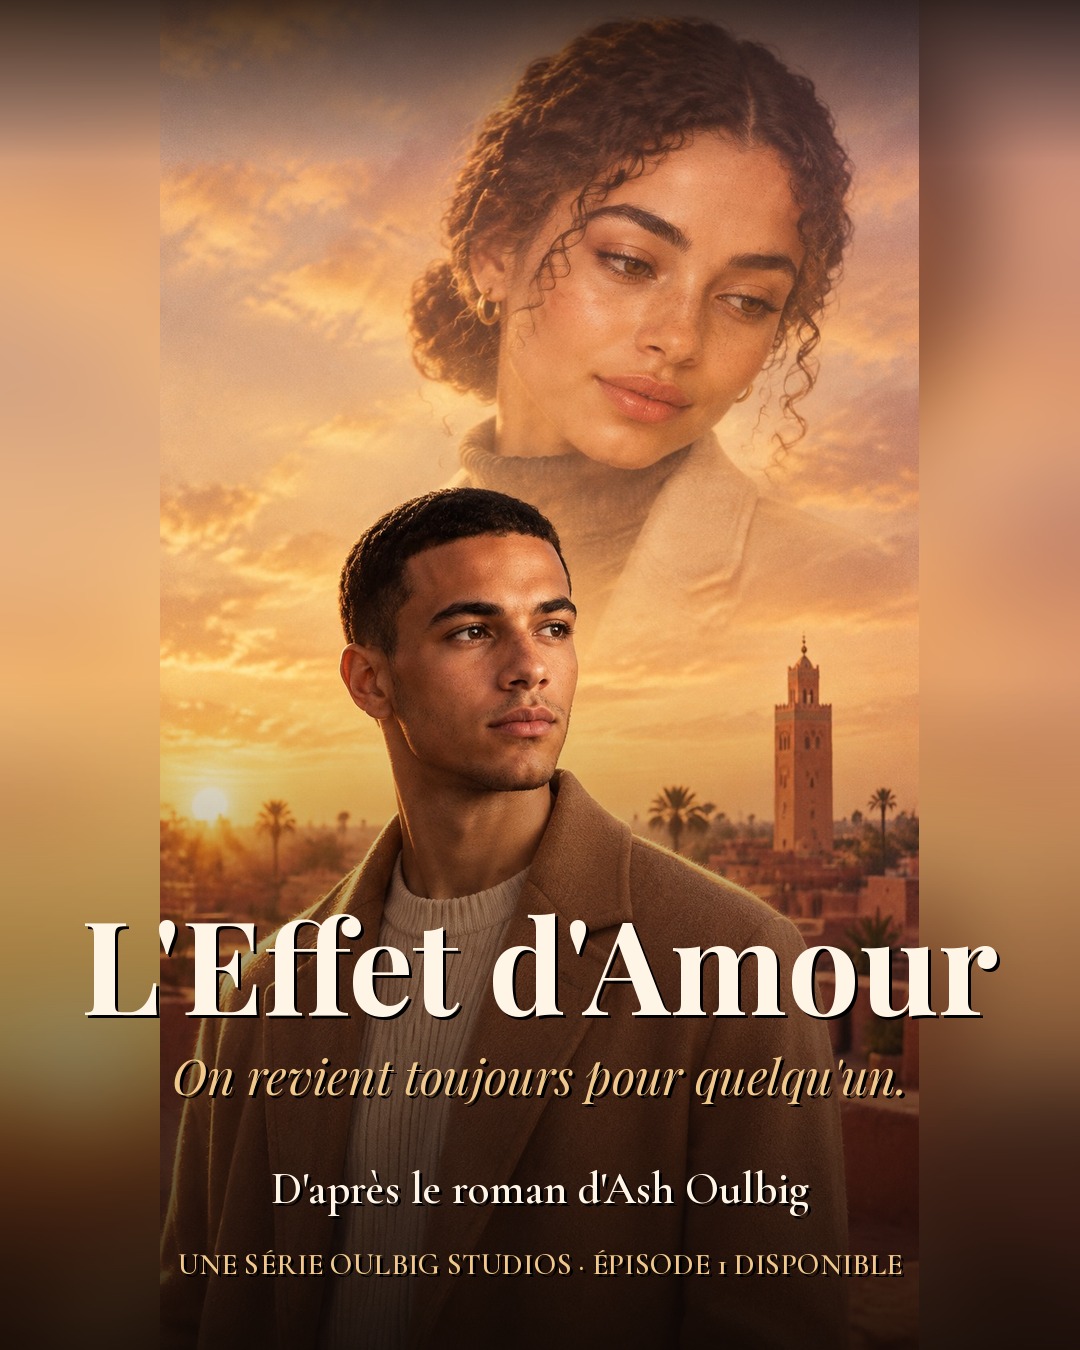 L'Effet d'Amour
On revient toujours pour quelqu'un.
D'après le roman d'Ash Oulbig
UNE SÉRIE OULBIG STUDIOS · ÉPISODE 1 DISPONIBLE